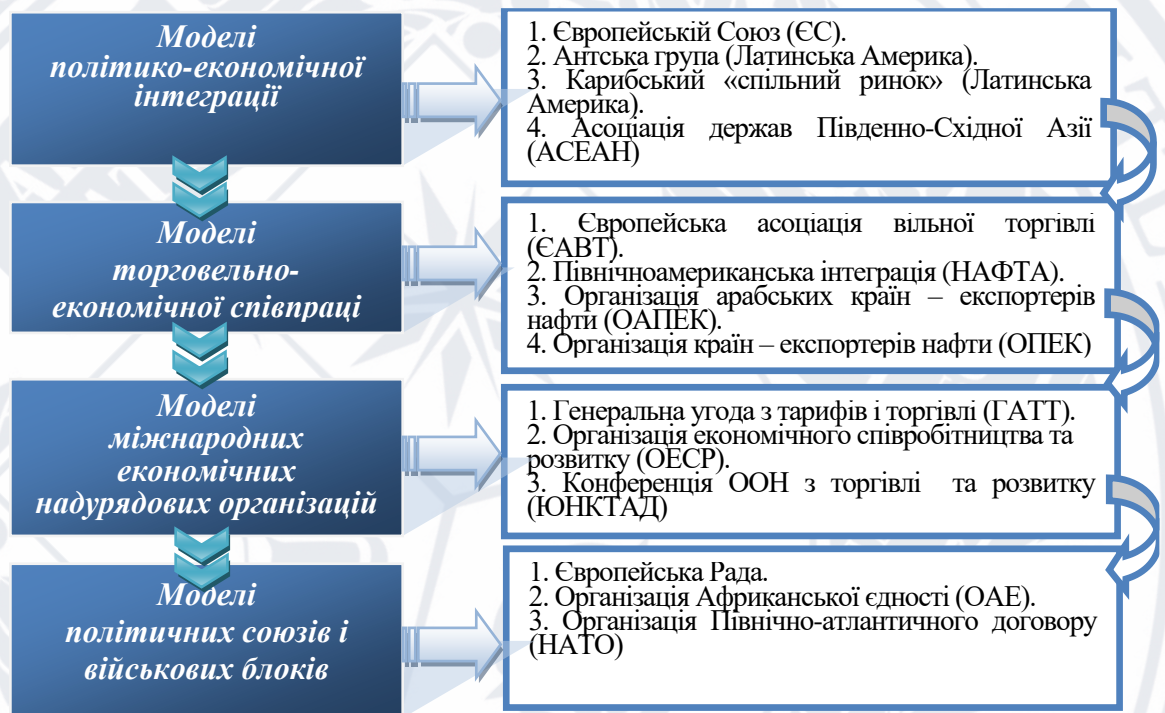 Моделі
політико-економічної
інтеграції
1. Європейській Союз (ЄС).
2. Антська група (Латинська Америка).
3. Карибський «спільний ринок» (Латинська
Америка).
4. Асоціація держав Південно-Східної Азії
(АСЕАН)
Моделі
торговельно-
економічної співпраці
1. Європейська асоціація вільної торгівлі
(ЄАВТ).
2. Північноамериканська інтеграція (НАФТА).
3. Організація арабських країн – експортерів
нафти (ОАПЕК).
4. Організація країн – експортерів нафти (ОПЕК)
Моделі
міжнародних
економічних
надурядових організацій
1. Генеральна угода з тарифів і торгівлі (ГАТТ).
2. Організація економічного співробітництва та
розвитку (ОЕСР).
3. Конференція ООН з торгівлі та розвитку
(ЮНКТАД)
Моделі
політичних союзів і
військових блоків
1. Європейська Рада.
2. Організація Африканської єдності (ОАЕ).
3. Організація Північно-атлантичного договору
(НАТО)